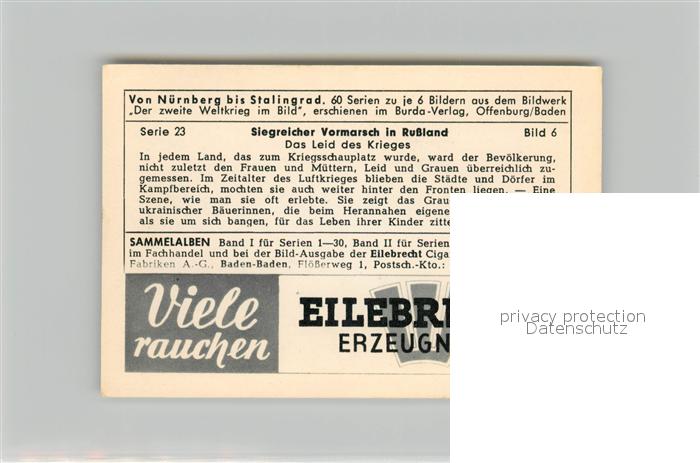 Von Nürnberg bis Stalingrad. 60 Serien zu je 6 Bildern aus dem Bildwerk
„Der zweite Weltkrieg im Bild", erschienen im Burda-Verlag, Offenburg/Baden
Serie 23 Siegreicher Vormarsch in Rußland Bild 6
Das Leid des Krieges
In jedem Land, das zum Kriegsschauplatz wurde, ward der Bevölkerung,
nicht zuletzt den Frauen und Müttern, Leid und Grauen überreichlich zu-
gemessen. Im Zeitalter des Luftkrieges blieben die Städte und Dörfer im
Kampfbereich, mochten sie auch weiter hinter den Fronten liegen. — Eine
Szene, wie man sie oft erlebte. Sie zeigt das
ukrainischer Bäuerinnen, die beim Herannahen
als sie um sich bangen, für das Leben ihrer Kinder
SAMMELALBEN Band I für Serien 1—30, Band II für Serien
im Fachhandel und bei der Bild-Ausgabe der Eilebrecht
Fabriken A.-G., Baden-Baden, Flößerweg 1, Postsch.-Kto.:
Viele
rauchen
EILEBR
ERZEUGN
privacy protection
Datenschutz